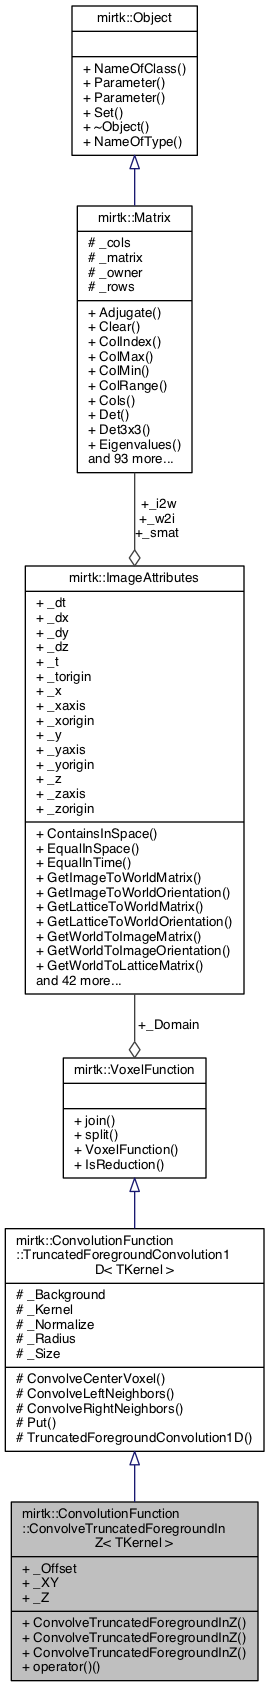 mirtk::Object
+ NameOfClass()
+ Parameter()
+ Parameter()
+ Set()
+ ~Object()
+ NameOfType()
mirtk::Matrix
# _cols
# _matrix
# _owner
# _rows
+ Adjugate()
+ Clear()
+ ColIndex()
+ ColMax()
+ ColMin()
+ ColRange()
+ Cols()
+ Det()
+ Det3x3()
+ Eigenvalues()
and 93 more...
+_i2w
+_w2i
+_smat
mirtk::ImageAttributes
+ _dt
+ _dx
+ _dy
+ _dz
+ _t
+ _torigin
+ _x
+ _xaxis
+ _xorigin
+ _y
+ _yaxis
+ _yorigin
+ _z
+ _zaxis
+ _zorigin
+ ContainsInSpace()
+ EqualInSpace()
+ EqualInTime()
+ GetImageToWorldMatrix()
+ GetImageToWorldOrientation()
+ GetLatticeToWorldMatrix()
+ GetLatticeToWorldOrientation()
+ GetWorldToImageMatrix()
+ GetWorldToImageOrientation()
+ GetWorldToLatticeMatrix()
and 42 more...
+_Domain
mirtk::VoxelFunction
+ join()
+ split()
+ VoxelFunction()
+ IsReduction()
mirtk::ConvolutionFunction
::TruncatedForegroundConvolution1
D< TKernel >
# _Background
# _Kernel
# _Normalize
# _Radius
# _Size
# ConvolveCenterVoxel()
# ConvolveLeftNeighbors()
# ConvolveRightNeighbors()
# Put()
# TruncatedForegroundConvolution1D()
mirtk::ConvolutionFunction
::ConvolveTruncatedForegroundIn
Z< TKernel >
+ _Offset
+ _XY
+ _Z
+ ConvolveTruncatedForegroundInZ()
+ ConvolveTruncatedForegroundInZ()
+ ConvolveTruncatedForegroundInZ()
+ operator()()